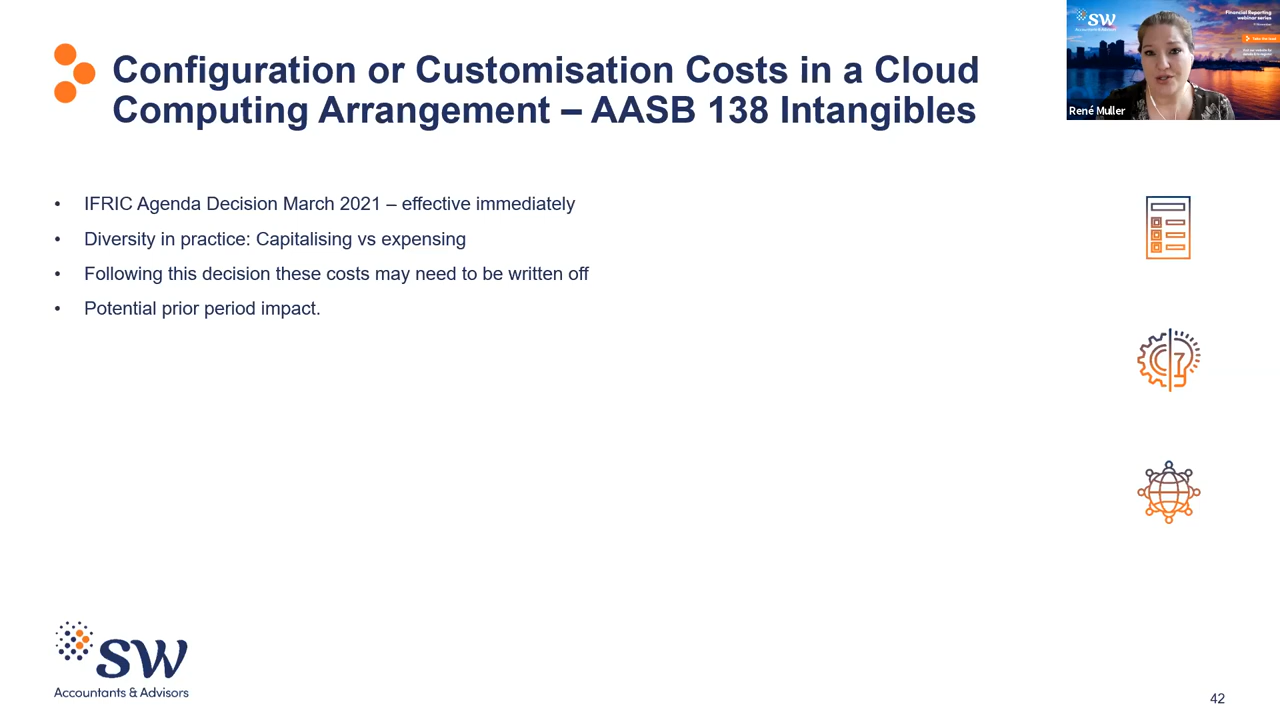 Configuration or Customisation Costs in a Cloud
Computing Arrangement – AASB 138 Intangibles
• IFRIC Agenda Decision March 2021 – effective immediately
• Diversity in practice: Capitalising vs expensing
• Following this decision these costs may need to be written off
• Potential prior period impact.
SW
Accountants & Advisors
Financial Reporting
webinar series
René Muller
SW
Accountants & Advisors
42